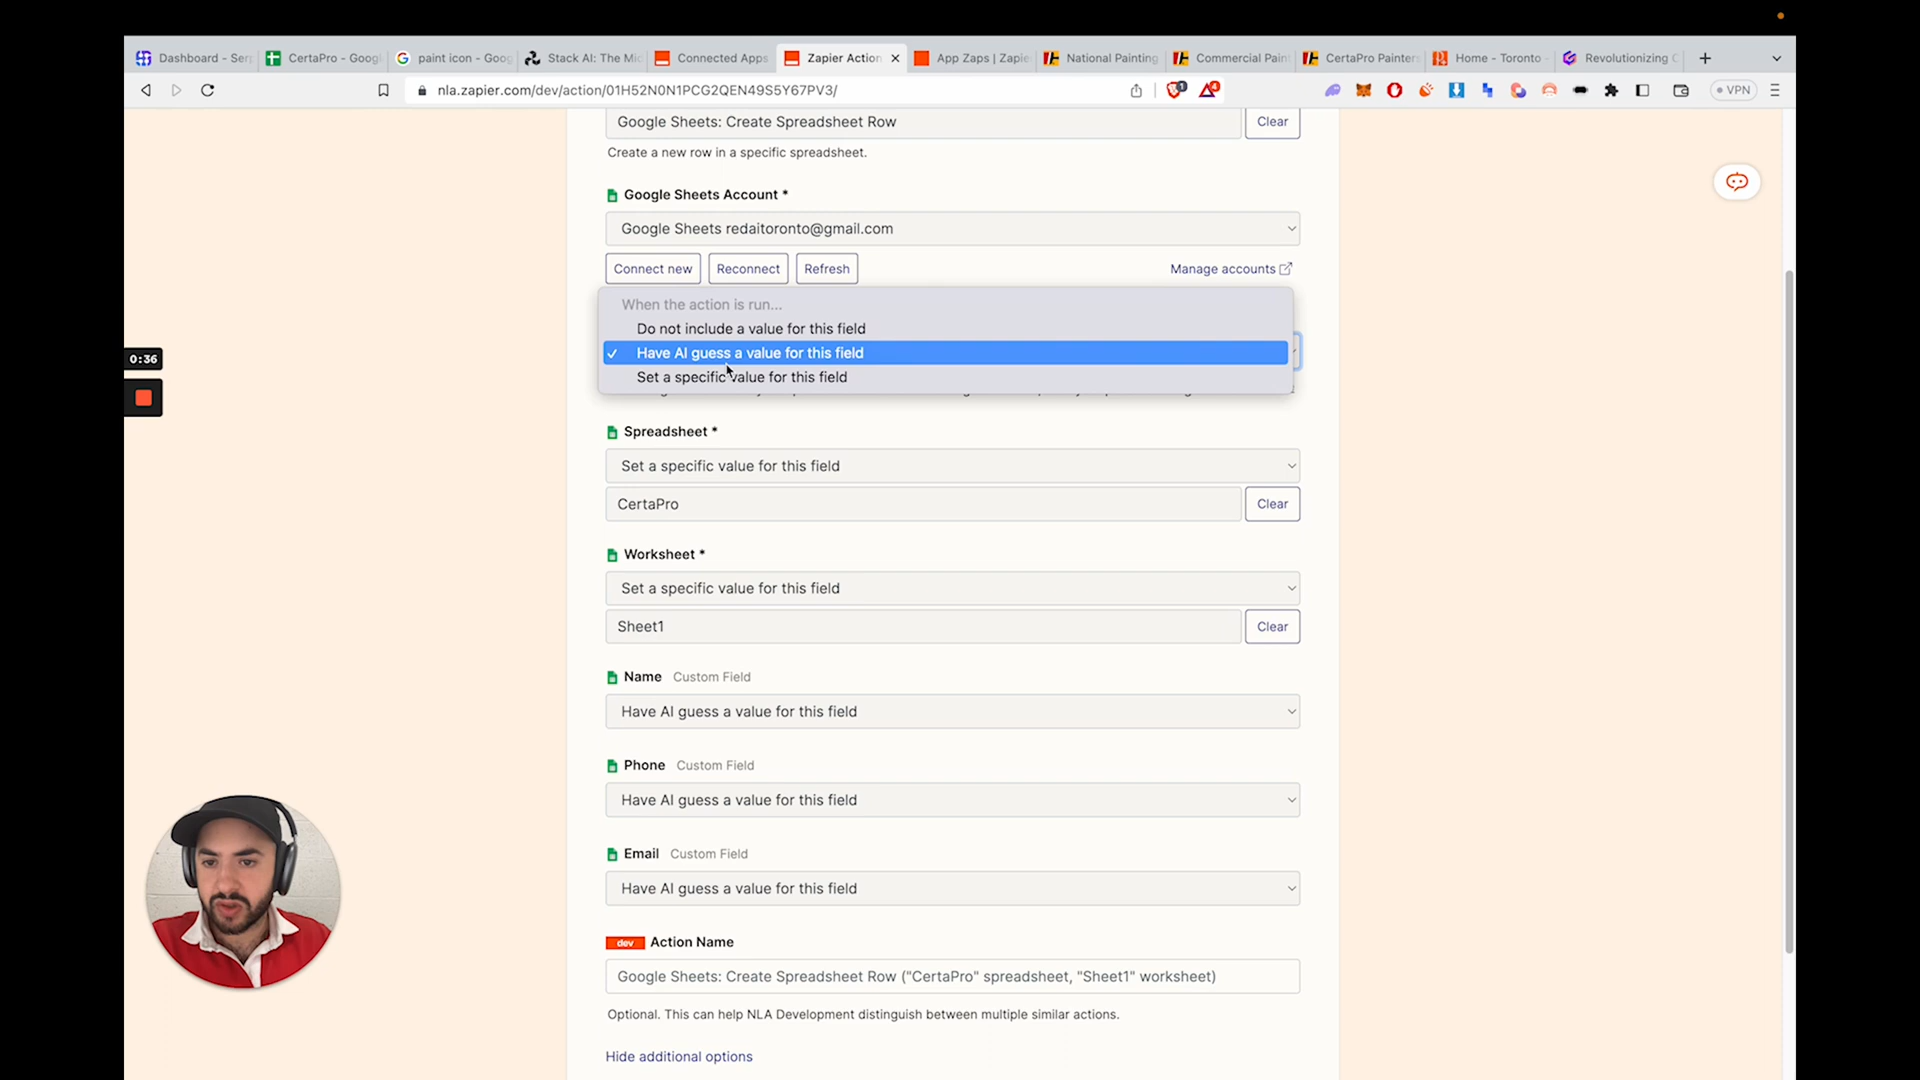 Dashboard - Ser
CertaPro - Googl
paint icon - Goog
Stack AI: The Mi
Connected Apps
Zapier Action
App Zaps | Zapie
National Painting
Commercial Pain
CertaPro Painters
Home - Toronto -
Revolutionizing C
nla.zapier.com/dev/action/01H52N0N1PCG2QEN49S5Y67PV3/
VPN
Google Sheets: Create Spreadsheet Row
Clear
Create a new row in a specific spreadsheet.
Google Sheets Account *
Google Sheets redaitoronto@gmail.com
Connect new
Reconnect
Refresh
Manage accounts
When the action is run...
Do not include a value for this field
Have AI guess a value for this field
Set a specific value for this field
0:36
Spreadsheet *
Set a specific value for this field
CertaPro
Clear
Worksheet *
Set a specific value for this field
Sheet1
Clear
Name Custom Field
Have AI guess a value for this field
Phone Custom Field
Have AI guess a value for this field
Email Custom Field
Have AI guess a value for this field
dev Action Name
Google Sheets: Create Spreadsheet Row ("CertaPro" spreadsheet, "Sheet1" worksheet)
Optional. This can help NLA Development distinguish between multiple similar actions.
Hide additional options